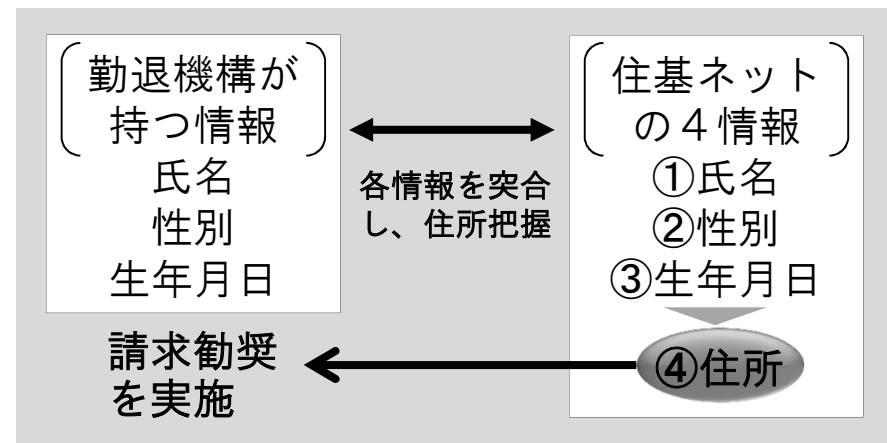 勤退機構が
持つ情報
氏名
性別
生年月日
各情報を突合
し、住所把握
住基ネット
の４情報
①氏名
②性別
③生年月日
④住所
請求勧奨
を実施